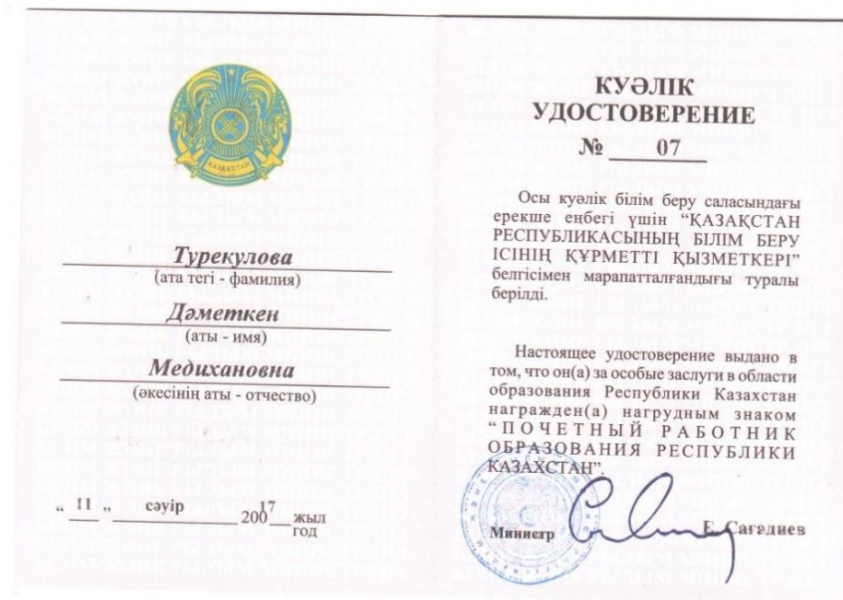 ҚАЗАҚСТАН
Турекулова
(ата тегі - фамилия)
Дәметкен
(аты - имя)
Медихановна
(әкесінің аты - отчество)
“ 11 „ сәуір 200 17 жыл
год
КУӘЛІК
УДОСТОВЕРЕНИЕ
№ 07
Осы куәлік білім беру саласындағы
ерекше еңбегі үшін “ҚАЗАҚСТАН
РЕСПУБЛИКАСЫНЫҢ БІЛІМ БЕРУ
ІСІНІҢ ҚҰРМЕТТІ ҚЫЗМЕТКЕРІ”
белгісімен марапатталғандығы туралы
берілді.
Настоящее удостоверение выдано в
том, что он(а) за особые заслуги в области
образования Республики Казахстан
награжден(а) нагрудным знаком
“ПОЧЕТНЫЙ РАБОТНИК
ОБРАЗОВАНИЯ РЕСПУБЛИКИ
КАЗАХСТАН”.
Министр Е. Сагадиев